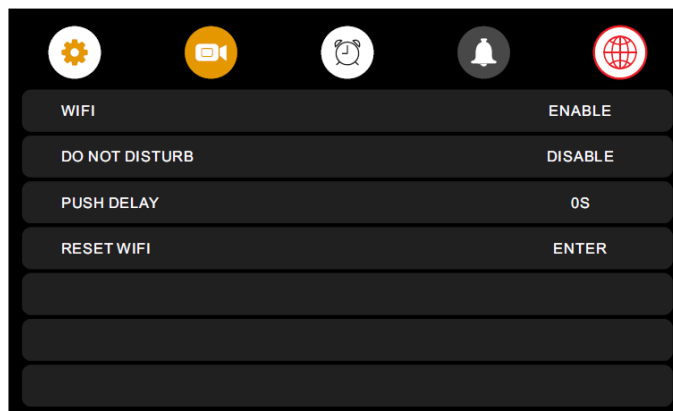 WIFI ENABLE
DO NOT DISTURB DISABLE
PUSH DELAY 0S
RESET WIFI ENTER